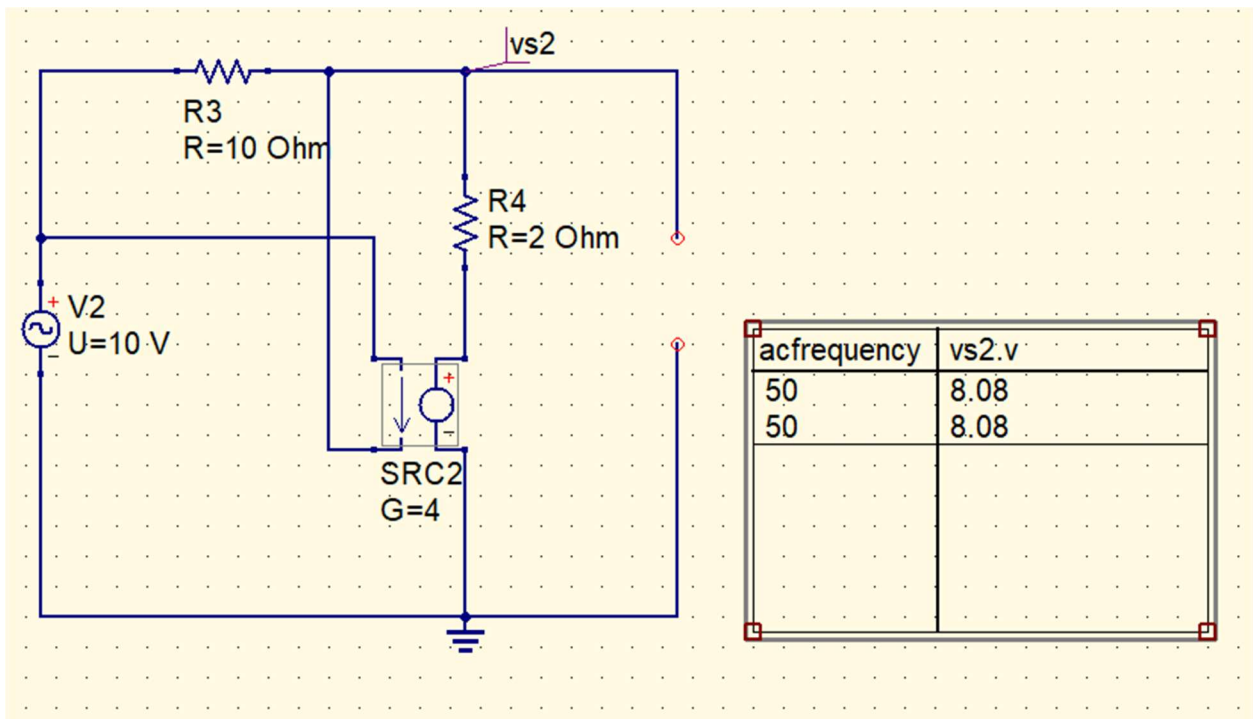 vs2
R3
R=10 Ohm
R4
R=2 Ohm
+ V2
U=10 V
−
+
−
SRC2
G=4
acfrequency vs2.v
50 8.08
50 8.08